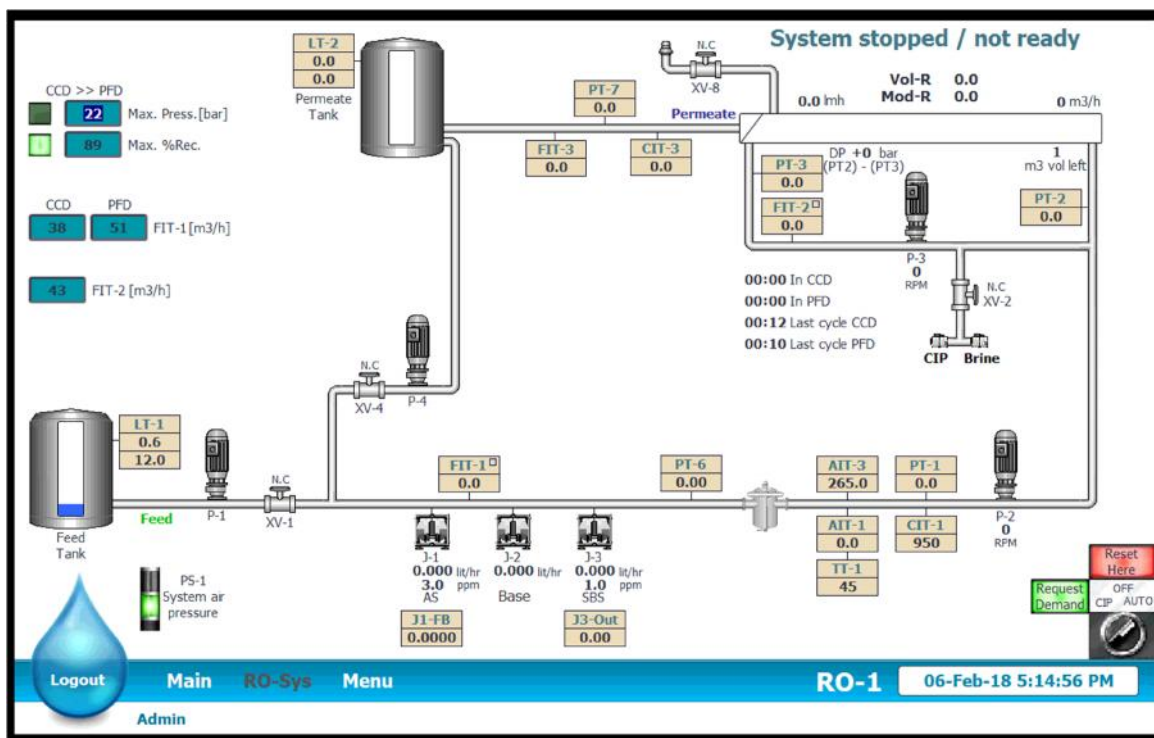 System stopped / not ready
LT-2
0.0
0.0
Permeate
Tank
N.C
XV-8
CCD >> PFD
22 Max. Press.[bar]
89 Max. %Rec.
PT-7
0.0
Permeate
0.0 lmh
Vol-R 0.0
Mod-R 0.0
0 m3/h
FIT-3
0.0
CIT-3
0.0
PT-3
0.0
DP +0 bar
(PT2) - (PT3)
1
m3 vol left
FIT-2
0.0
PT-2
0.0
CCD PFD
38 51 FIT-1 [m3/h]
43 FIT-2 [m3/h]
P-3
0
RPM
N.C
XV-2
00:00 In CCD
00:00 In PFD
00:12 Last cycle CCD
00:10 Last cycle PFD
CIP Brine
N.C
XV-4
P-4
LT-1
0.6
12.0
Feed
Feed
Tank
P-1
N.C
XV-1
FIT-1
0.0
PT-6
0.00
AIT-3
265.0
PT-1
0.0
AIT-1
0.0
CIT-1
950
TT-1
45
P-2
0
RPM
J-1
0.000 lit/hr
3.0 ppm
AS
J-2
0.000 lit/hr
Base
J-3
0.000 lit/hr
1.0 ppm
SBS
J1-FB
0.0000
J3-Out
0.00
PS-1
System air
pressure
Reset
Here
Request
Demand
OFF
CIP AUTO
Logout
Main RO-Sys Menu
RO-1
06-Feb-18 5:14:56 PM
Admin